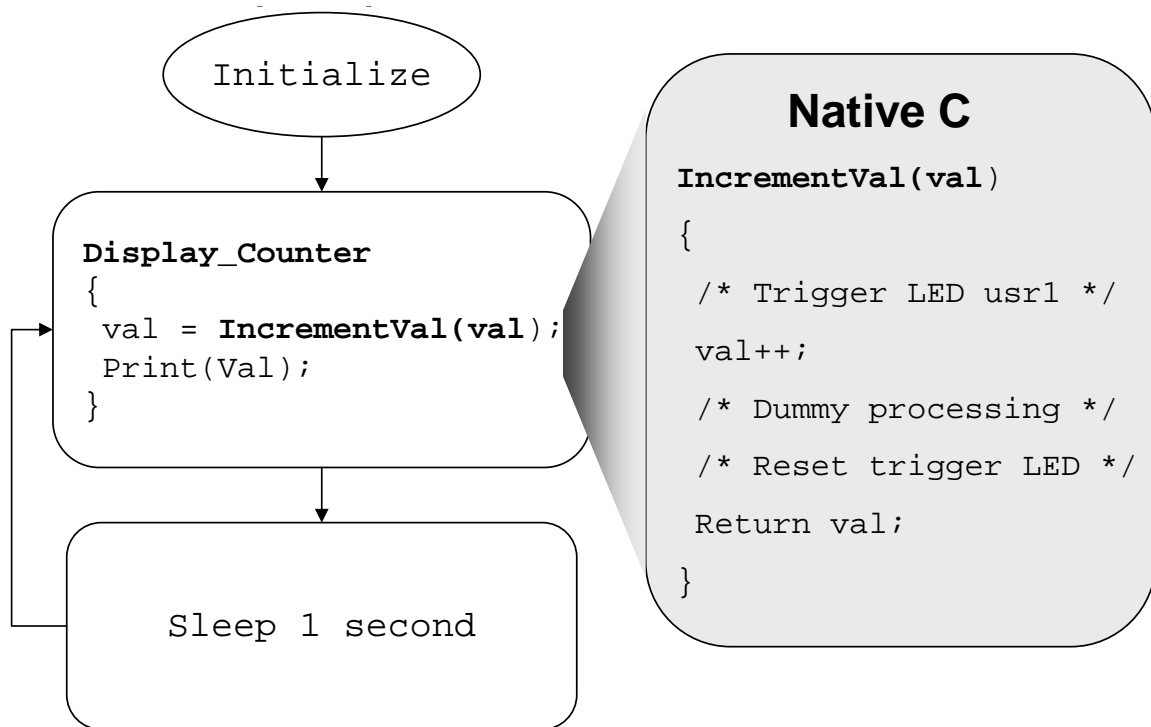 Initialize
Display_Counter
{
val = IncrementVal(val);
Print(Val);
}
Sleep 1 second
Native C
IncrementVal(val)
{
/* Trigger LED usr1 */
val++;
/* Dummy processing */
/* Reset trigger LED */
Return val;
}